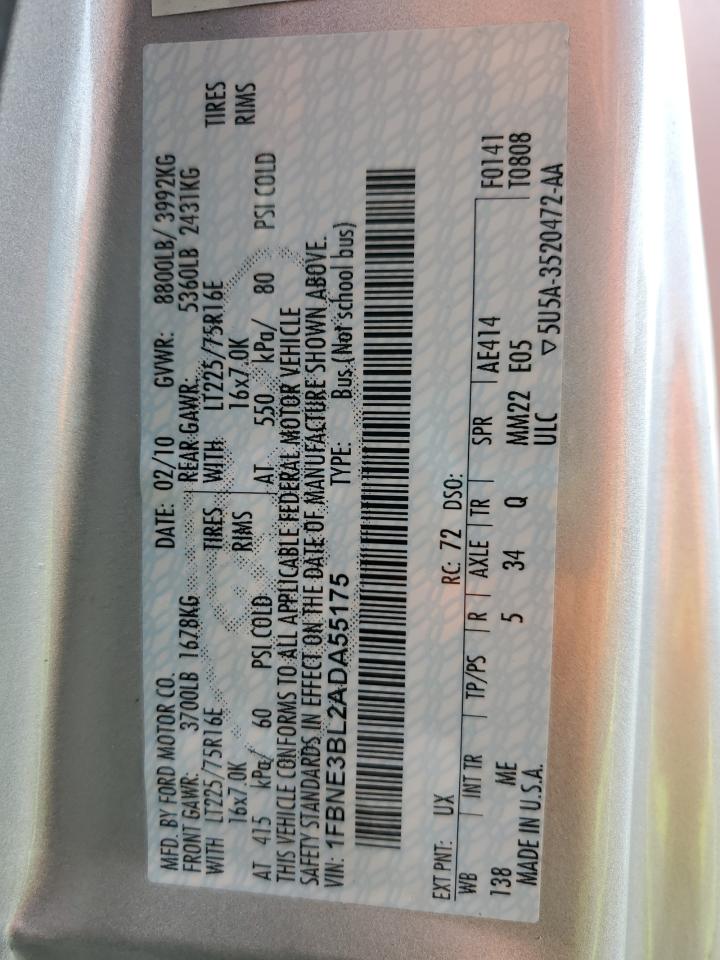 MFD. BY FORD MOTOR CO. DATE: 02/10 GVWR: 8800LB/ 3992KG
FRONT GAWR: 3700LB 1678KG REAR GAWR: 5360LB 2431KG
WITH LT225/75R16E TIRES WITH LT225/75R16E TIRES
16x7.0K RIMS 16x7.0K RIMS
AT 415 kPa/ 60 PSI COLD AT 550 kPa/ 80 PSI COLD
THIS VEHICLE CONFORMS TO ALL APPLICABLE FEDERAL MOTOR VEHICLE
SAFETY STANDARDS IN EFFECT ON THE DATE OF MANUFACTURE SHOWN ABOVE.
VIN: 1FBNE3BL2ADA55175 TYPE: Bus (Not school bus)
EXT PNT: UX RC: 72 DSO:
WB INT TR TP/PS R AXLE TR SPR AE414 F0141
138 ME 5 34 Q MM22 E05 T0808
MADE IN U.S.A. ULC ▽5U5A-3520472-AA